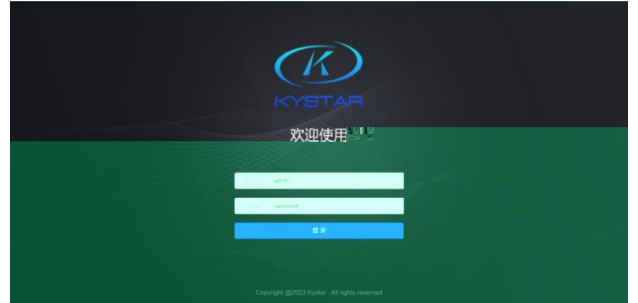 KYSTAR
欢迎使用
admin
password
登录
Copyright @2023 Kystar . All rights reserved